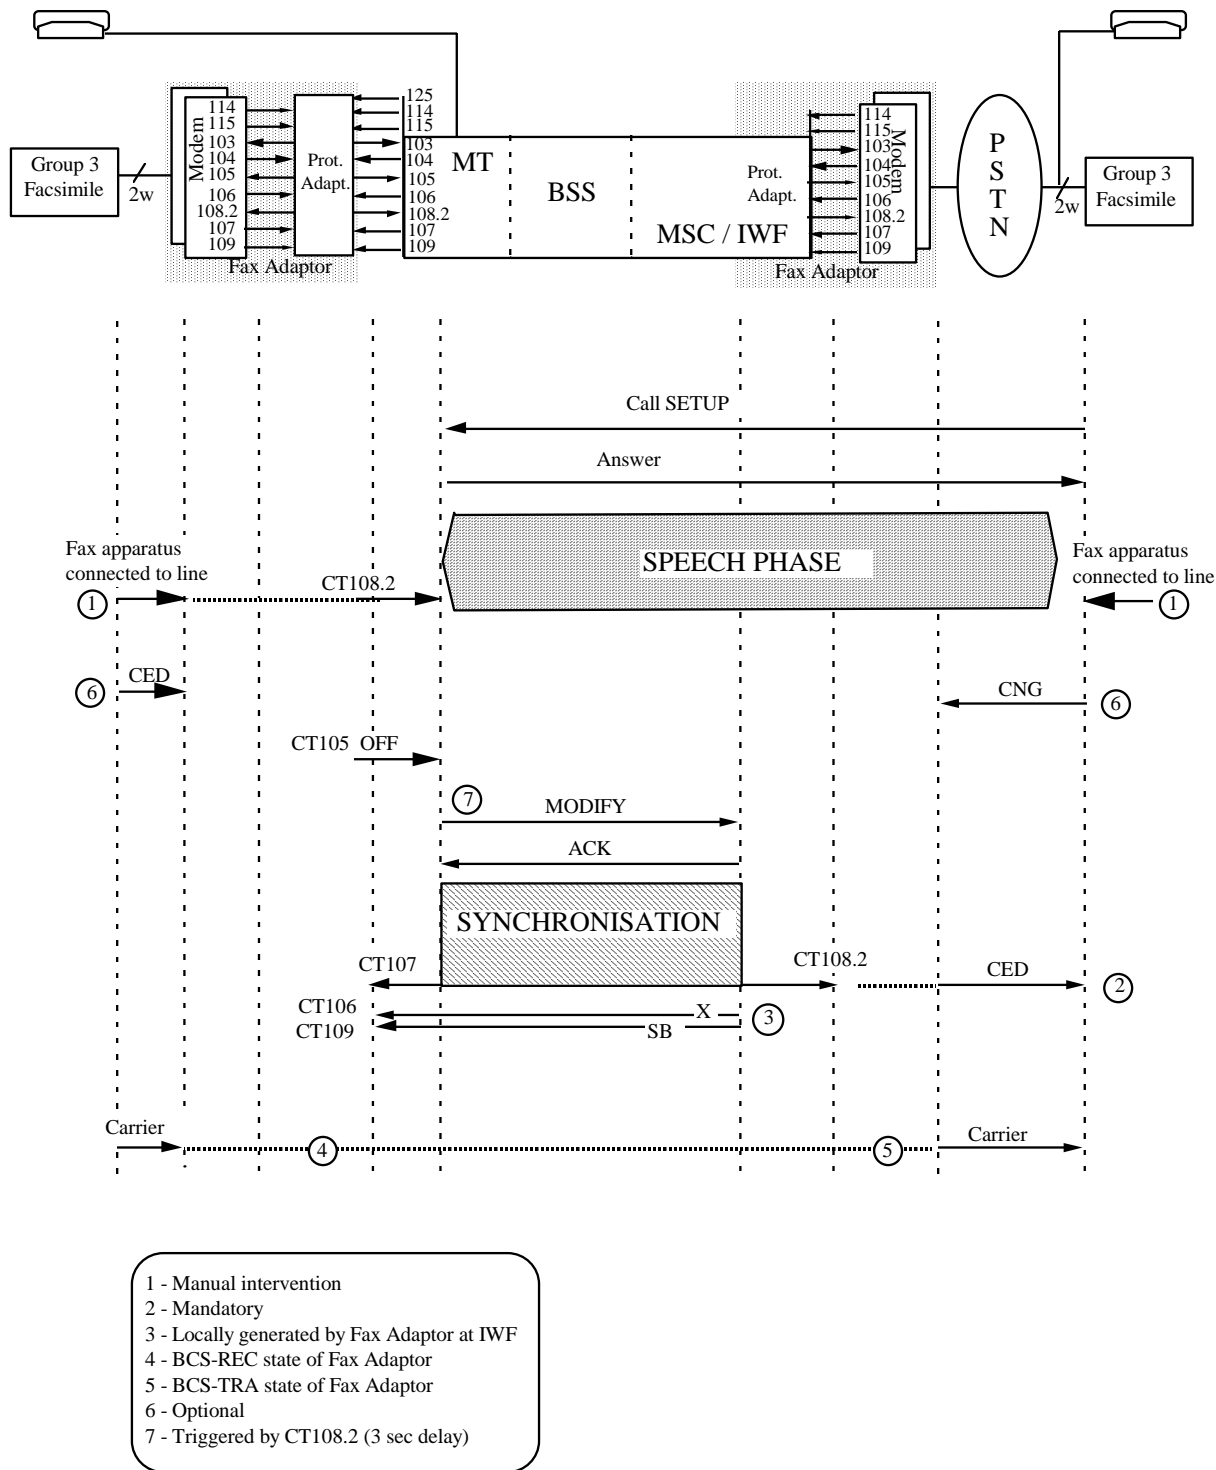 125
114
115
103
104
105
106
108.2
107
109
Modem
Prot.
Adapt.
114
115
103
104
105
106
108.2
107
109
Group 3
Facsimile
2w
Fax Adaptor
MT
BSS
MSC / IWF
Prot.
Adapt.
114
115
103
104
105
106
108.2
107
109
Modem
Fax Adaptor
P
S
T
N
2w
Group 3
Facsimile
Call SETUP
Answer
SPEECH PHASE
Fax apparatus
connected to line
1
CT108.2
Fax apparatus
connected to line
1
6
CED
CNG
6
CT105 OFF
7
MODIFY
ACK
SYNCHRONISATION
CT107
CT108.2
CED
2
CT106
X
3
CT109
SB
Carrier
4
5
Carrier
1 - Manual intervention
2 - Mandatory
3 - Locally generated by Fax Adaptor at IWF
4 - BCS-REC state of Fax Adaptor
5 - BCS-TRA state of Fax Adaptor
6 - Optional
7 - Triggered by CT108.2 (3 sec delay)